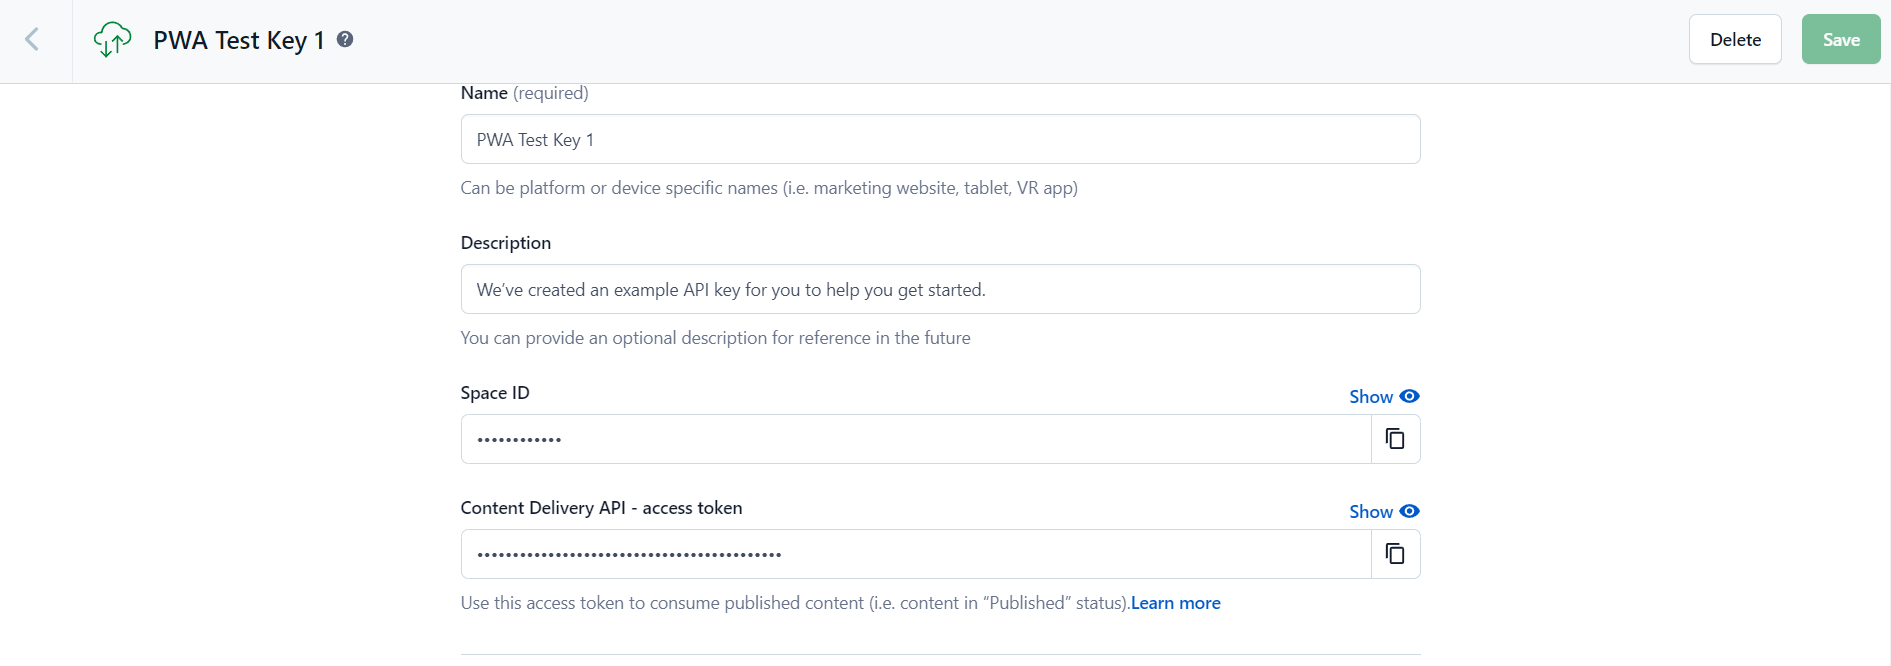 PWA Test Key 1
Delete
Save
Name (required)
PWA Test Key 1
Can be platform or device specific names (i.e. marketing website, tablet, VR app)
Description
We’ve created an example API key for you to help you get started.
You can provide an optional description for reference in the future
Space ID
Show
••••••••••••
Content Delivery API - access token
Show
•••••••••••••••••••••••••••••••••••••••••••
Use this access token to consume published content (i.e. content in “Published” status).Learn more